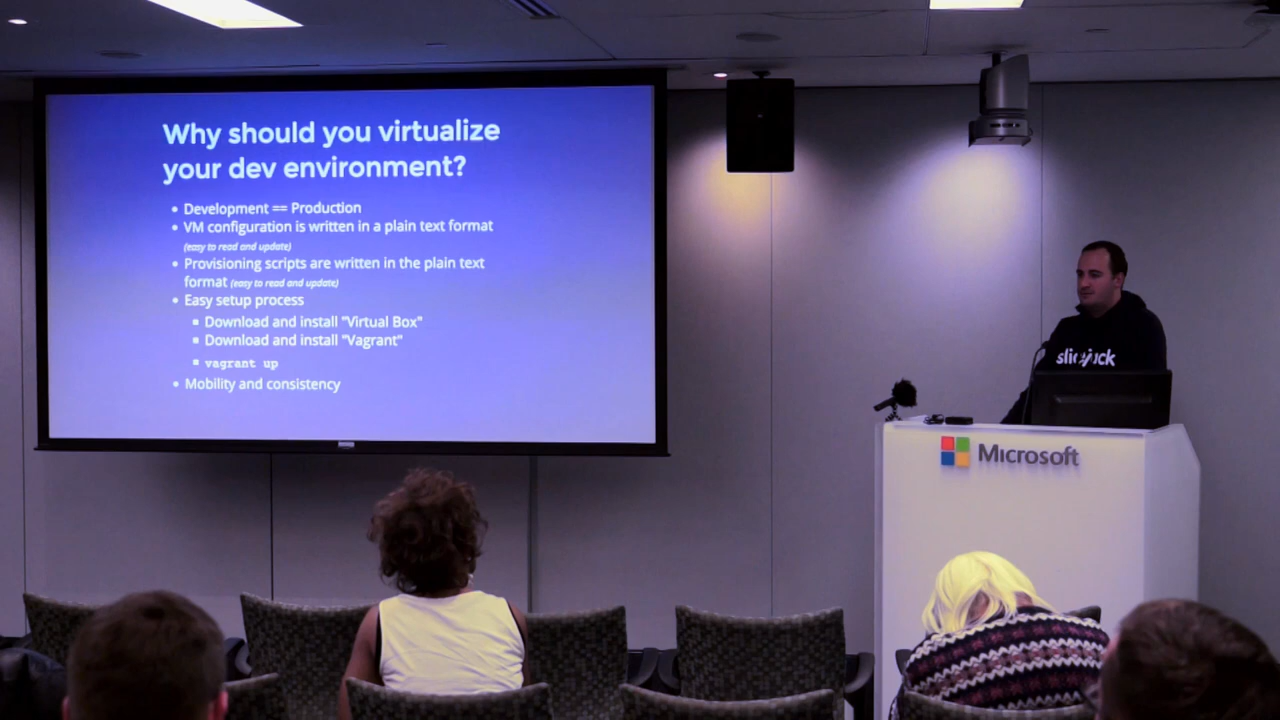 Why should you virtualize
your dev environment?
• Development == Production
• VM configuration is written in a plain text format
(easy to read and update)
• Provisioning scripts are written in the plain text
format (easy to read and update)
• Easy setup process
▪ Download and install "Virtual Box"
▪ Download and install "Vagrant"
▪ vagrant up
• Mobility and consistency
Microsoft